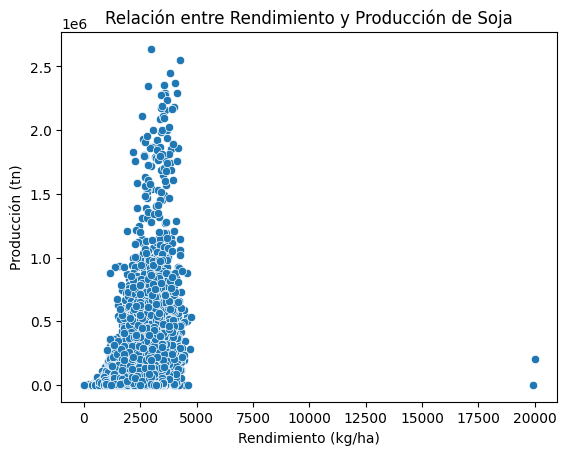 Relación entre Rendimiento y Producción de Soja
1e6
2.5
2.0
1.5
1.0
0.5
0.0
Producción (tn)
0 2500 5000 7500 10000 12500 15000 17500 20000
Rendimiento (kg/ha)